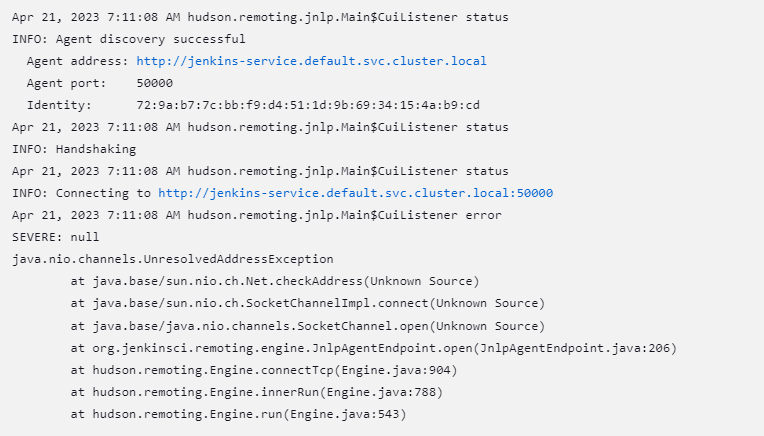 Apr 21, 2023 7:11:08 AM hudson.remoting.jnlp.Main$CuiListener status
INFO: Agent discovery successful
Agent address: http://jenkins-service.default.svc.cluster.local
Agent port: 50000
Identity: 72:9a:b7:7c:bb:f9:d4:51:1d:9b:69:34:15:4a:b9:cd
Apr 21, 2023 7:11:08 AM hudson.remoting.jnlp.Main$CuiListener status
INFO: Handshaking
Apr 21, 2023 7:11:08 AM hudson.remoting.jnlp.Main$CuiListener status
INFO: Connecting to http://jenkins-service.default.svc.cluster.local:50000
Apr 21, 2023 7:11:08 AM hudson.remoting.jnlp.Main$CuiListener error
SEVERE: null
java.nio.channels.UnresolvedAddressException
at java.base/sun.nio.ch.Net.checkAddress(Unknown Source)
at java.base/sun.nio.ch.SocketChannelImpl.connect(Unknown Source)
at java.base/java.nio.channels.SocketChannel.open(Unknown Source)
at org.jenkinsci.remoting.engine.JnlpAgentEndpoint.open(JnlpAgentEndpoint.java:206)
at hudson.remoting.Engine.connectTcp(Engine.java:904)
at hudson.remoting.Engine.innerRun(Engine.java:788)
at hudson.remoting.Engine.run(Engine.java:543)